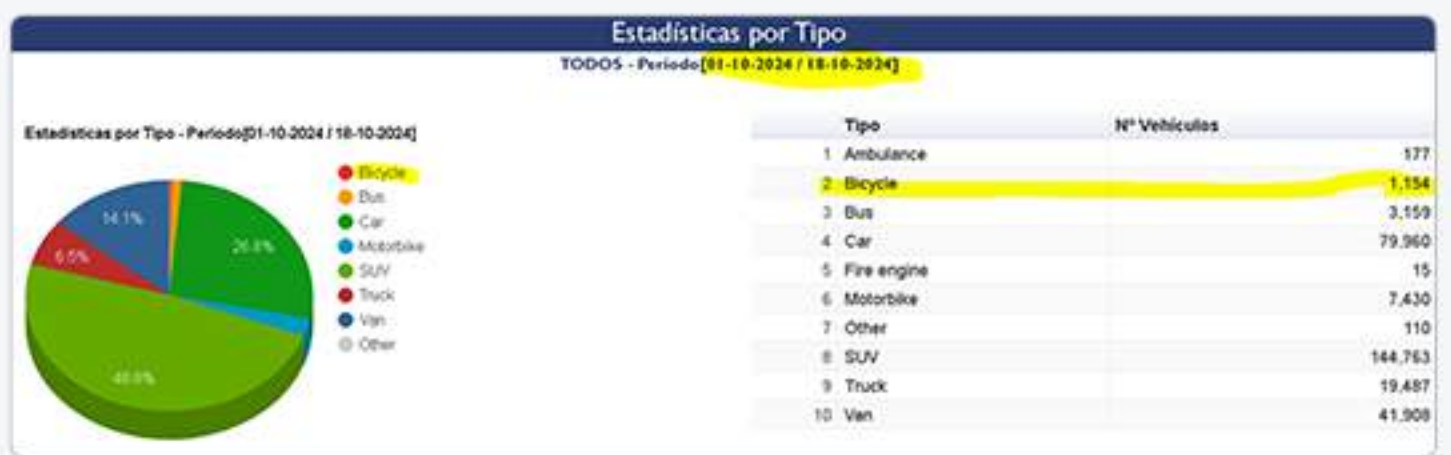 Estadísticas por Tipo
TODOS - Periodo[01-10-2024 / 18-10-2024]
Estadisticas por Tipo - Periodo[01-10-2024 / 18-10-2024]
14.1%
6.5%
26.8%
Bicycle
Bus
Car
Motorbike
SUV
Truck
Van
Other
Tipo Nº Vehículos
1 Ambulance 177
2 Bicycle 1,154
3 Bus 3,159
4 Car 79,960
5 Fire engine 15
6 Motorbike 7,430
7 Other 110
8 SUV 144,763
9 Truck 19,487
10 Van 41,908